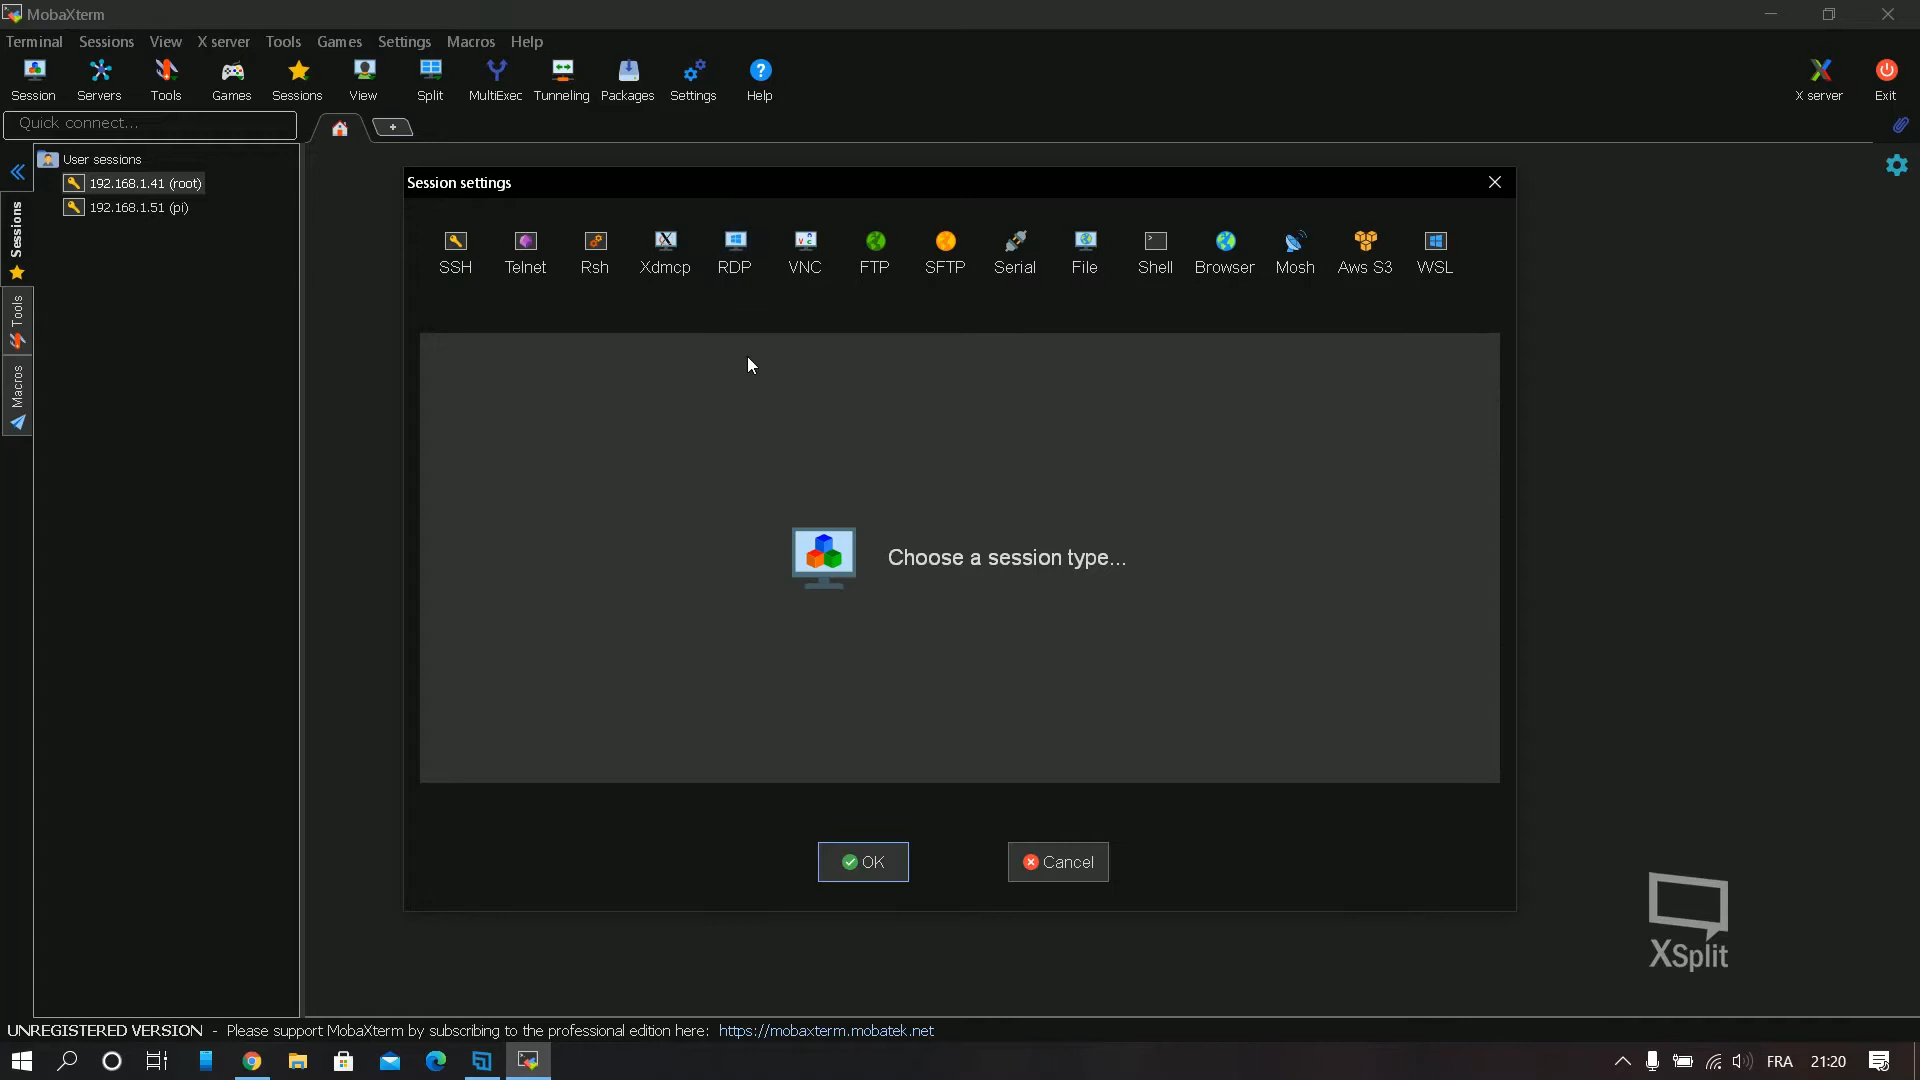 MobaXterm
Terminal Sessions View X server Tools Games Settings Macros Help
Session Servers Tools Games Sessions View Split MultiExec Tunneling Packages Settings Help X server Exit
Quick connect...
User sessions
192.168.1.41 (root)
192.168.1.51 (pi)
Sessions
Tools
Macros
Session settings
SSH Telnet Rsh Xdmcp RDP VNC FTP SFTP Serial File Shell Browser Mosh Aws S3 WSL
Choose a session type...
OK Cancel
XSplit
UNREGISTERED VERSION - Please support MobaXterm by subscribing to the professional edition here: https://mobaxterm.mobatek.net
FRA 21:20